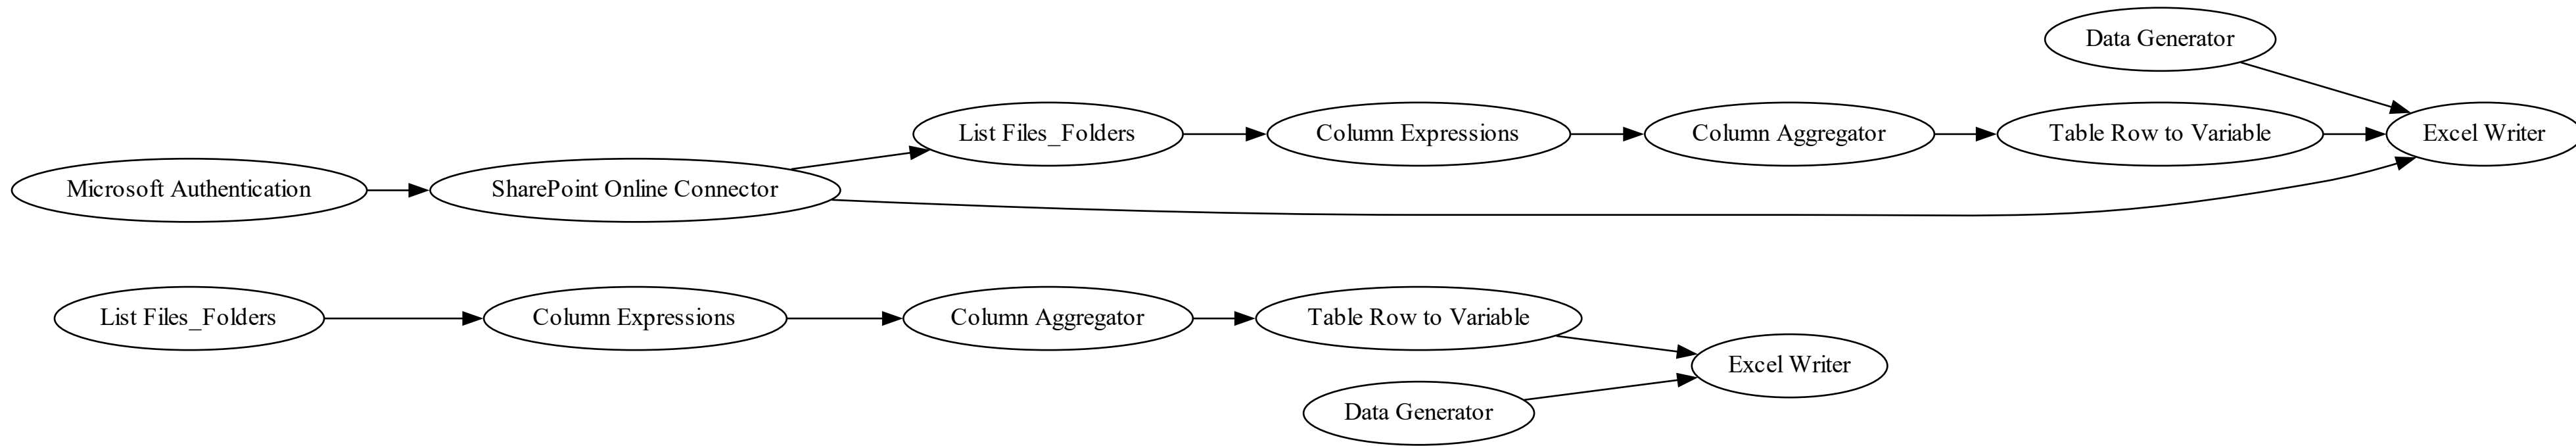 Data Generator
List Files_Folders
Column Expressions
Column Aggregator
Table Row to Variable
Excel Writer
Microsoft Authentication
SharePoint Online Connector
List Files_Folders
Column Expressions
Column Aggregator
Table Row to Variable
Excel Writer
Data Generator